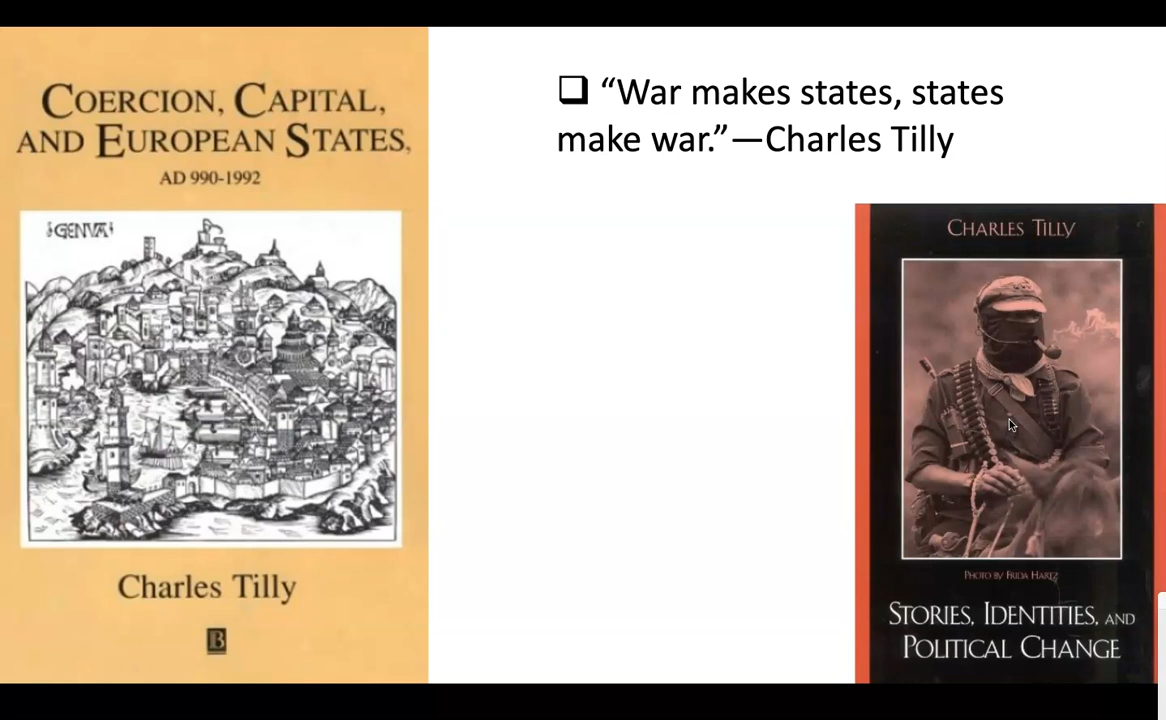 COERCION, CAPITAL,
AND EUROPEAN STATES,
AD 990-1992
GENVA
Charles Tilly
B
❑ “War makes states, states
make war.”—Charles Tilly
CHARLES TILLY
PHOTO BY FRIDA HARTZ
STORIES, IDENTITIES, AND
POLITICAL CHANGE